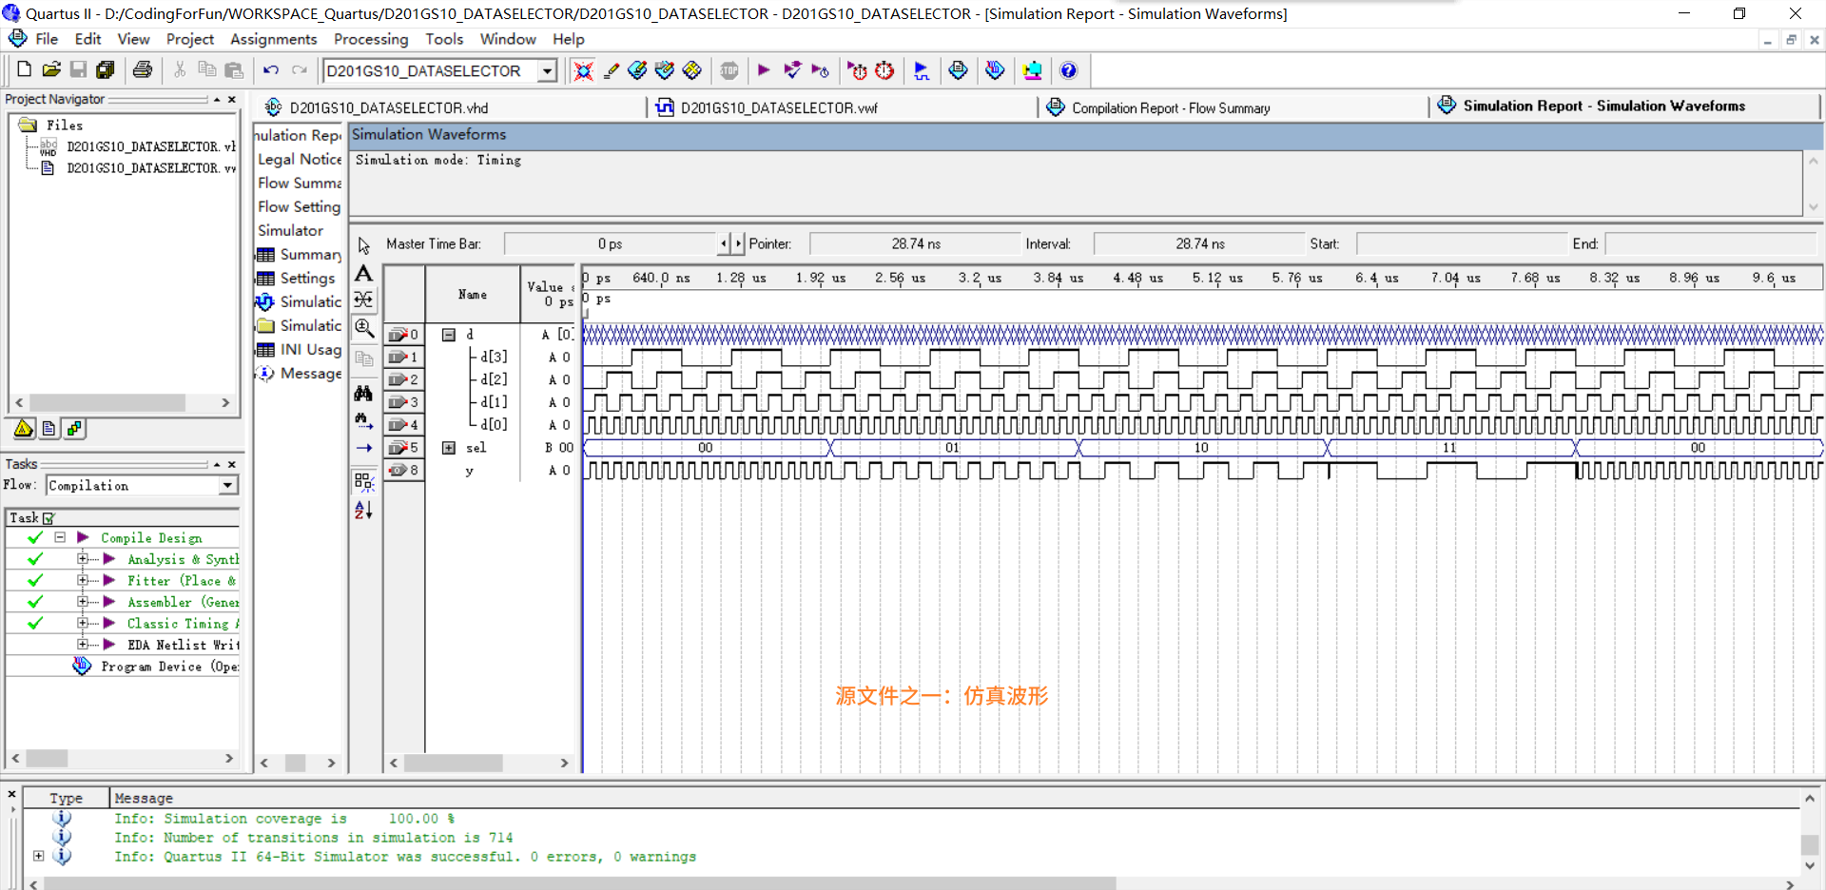 Quartus II - D:/CodingForFun/WORKSPACE_Quartus/D201GS10_DATASELECTOR/D201GS10_DATASELECTOR - D201GS10_DATASELECTOR - [Simulation Report - Simulation Waveforms]
File Edit View Project Assignments Processing Tools Window Help
D201GS10_DATASELECTOR
Project Navigator
Files
D201GS10_DATASELECTOR.vh
D201GS10_DATASELECTOR.vw
D201GS10_DATASELECTOR.vhd
D201GS10_DATASELECTOR.vwf
Compilation Report - Flow Summary
Simulation Report - Simulation Waveforms
Tasks
Flow: Compilation
Task
Compile Design
Analysis & Synth
Fitter (Place &
Assembler (Gener
Classic Timing A
EDA Netlist Writ
Program Device (Ope
nulation Repo
Legal Notice
Flow Summa
Flow Setting
Simulator
Summary
Settings
Simulatic
Simulatic
INI Usag
Message
Simulation Waveforms
Simulation mode: Timing
Master Time Bar: 0 ps Pointer: 28.74 ns Interval: 28.74 ns Start: End:
Name
Value
0 ps
0 ps 640.0 ns 1.28 us 1.92 us 2.56 us 3.2 us 3.84 us 4.48 us 5.12 us 5.76 us 6.4 us 7.04 us 7.68 us 8.32 us 8.96 us 9.6 us
0 ps
0 d A [0]
1 d[3] A 0
2 d[2] A 0
3 d[1] A 0
4 d[0] A 0
5 sel B 00 00 01 10 11 00
8 y A 0
源文件之一：仿真波形
Type Message
Info: Simulation coverage is 100.00 %
Info: Number of transitions in simulation is 714
Info: Quartus II 64-Bit Simulator was successful. 0 errors, 0 warnings